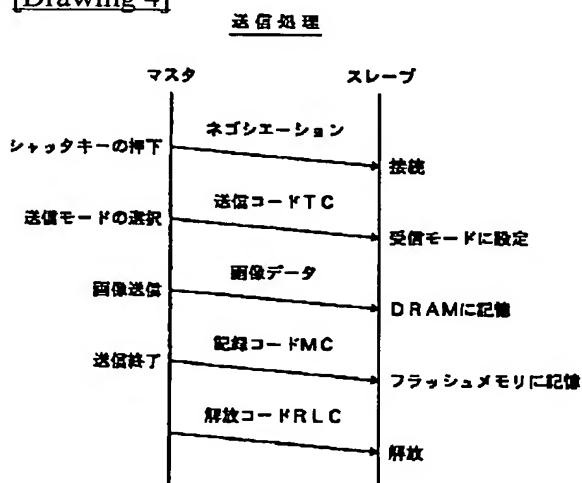 [Drawing 4]
送信処理
マスタ スレーブ
ネゴシエーション
シャッタキーの押下
接続
送信コードTC
送信モードの選択
受信モードに設定
画像データ
画像送信
DRAMに記憶
記録コードMC
送信終了
フラッシュメモリに記憶
解放コードRLC
解放